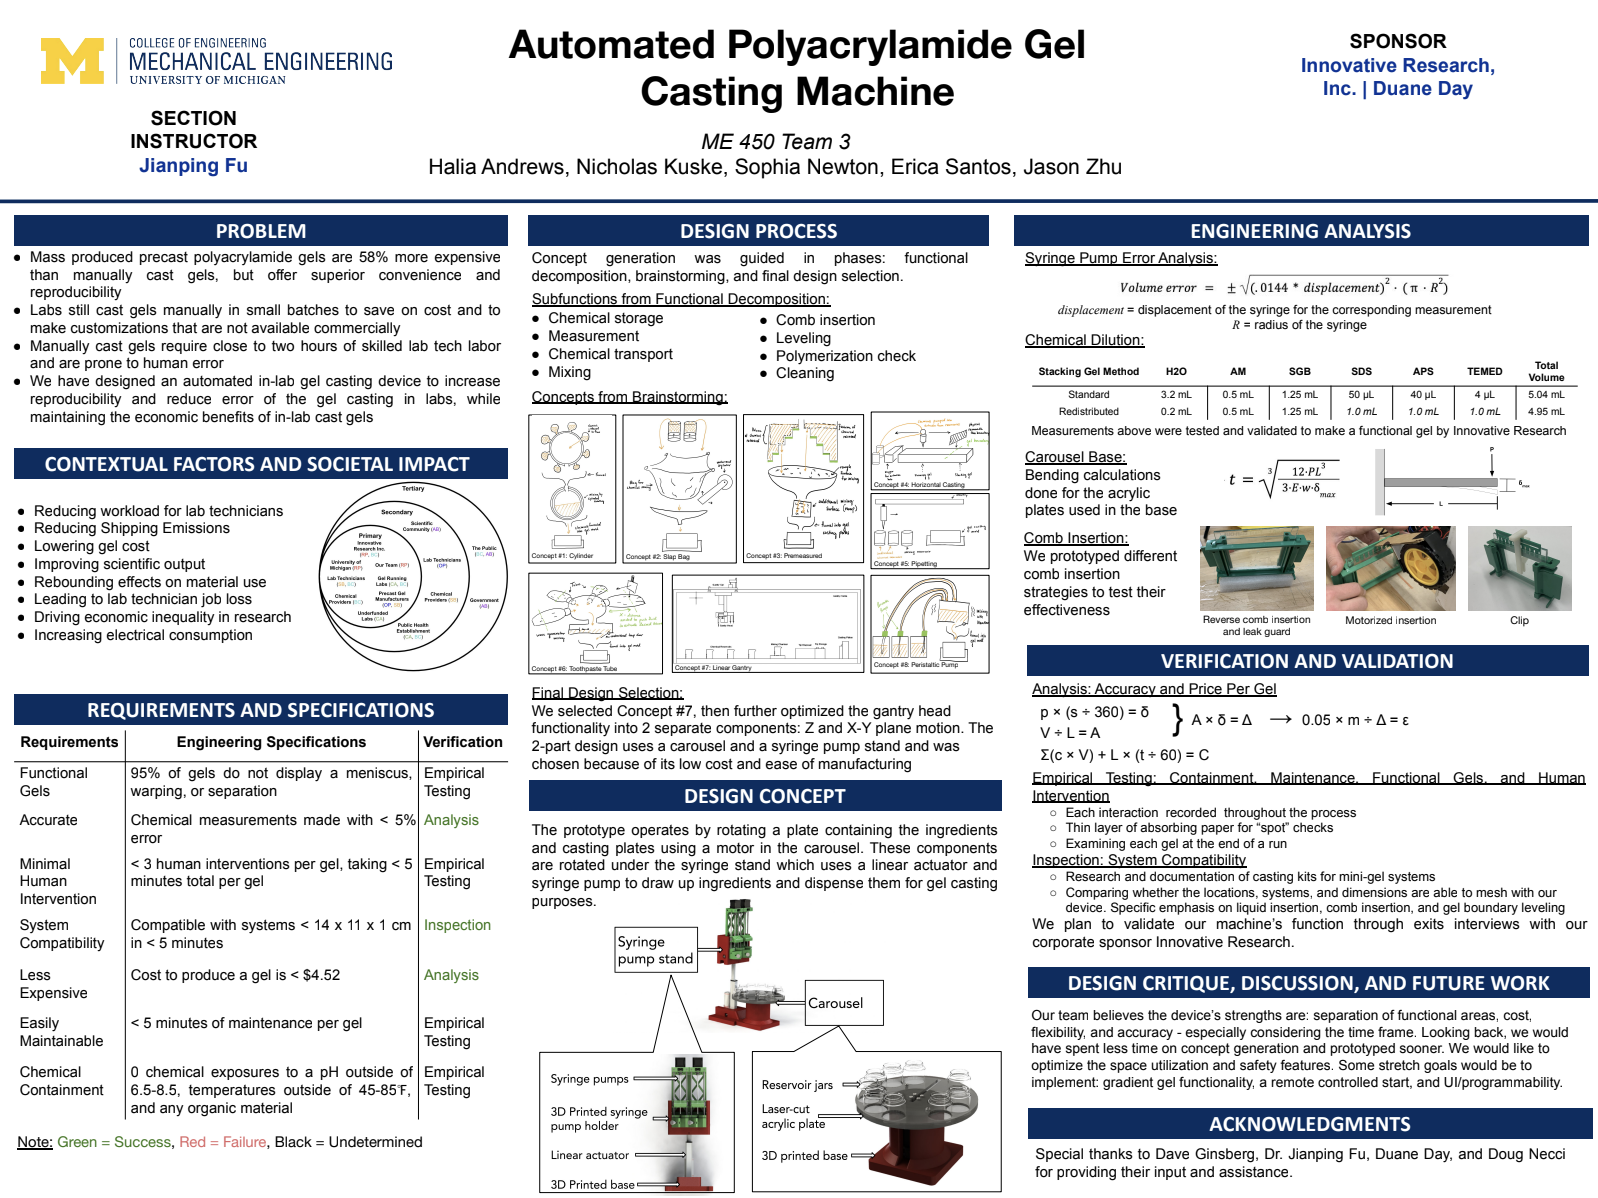 COLLEGE OF ENGINEERING
MECHANICAL ENGINEERING
UNIVERSITY OF MICHIGAN
SECTION
INSTRUCTOR
Jianping Fu
Automated Polyacrylamide Gel
Casting Machine
ME 450 Team 3
Halia Andrews, Nicholas Kuske, Sophia Newton, Erica Santos, Jason Zhu
SPONSOR
Innovative Research,
Inc. | Duane Day
PROBLEM
● Mass produced precast polyacrylamide gels are 58% more expensive
than manually cast gels, but offer superior convenience and
reproducibility
● Labs still cast gels manually in small batches to save on cost and to
make customizations that are not available commercially
● Manually cast gels require close to two hours of skilled lab tech labor
and are prone to human error
● We have designed an automated in-lab gel casting device to increase
reproducibility and reduce error of the gel casting in labs, while
maintaining the economic benefits of in-lab cast gels
CONTEXTUAL FACTORS AND SOCIETAL IMPACT
● Reducing workload for lab technicians
● Reducing Shipping Emissions
● Lowering gel cost
● Improving scientific output
● Rebounding effects on material use
● Leading to lab technician job loss
● Driving economic inequality in research
● Increasing electrical consumption
Tertiary
Secondary
Scientific
Community (AB)
Primary
Innovative
Research Inc.
University of
Michigan (RP)
Our Team (RP)
Lab Technicians
(OP)
The Public
Lab Technicians
Gel Running
Labs
Chemical
Providers
Precast Gel
Manufacturers
Chemical
Providers
Government
(AB)
Underfunded
Labs
Public Health
Establishment
REQUIREMENTS AND SPECIFICATIONS
Requirements Engineering Specifications Verification
Functional Gels 95% of gels do not display a meniscus, warping, or separation Empirical Testing
Accurate Chemical measurements made with < 5% error Analysis
Minimal Human Intervention < 3 human interventions per gel, taking < 5 minutes total per gel Empirical Testing
System Compatibility Compatible with systems < 14 x 11 x 1 cm in < 5 minutes Inspection
Less Expensive Cost to produce a gel is < $4.52 Analysis
Easily Maintainable < 5 minutes of maintenance per gel Empirical Testing
Chemical Containment 0 chemical exposures to a pH outside of 6.5-8.5, temperatures outside of 45-85°F, and any organic material Empirical Testing
Note: Green = Success, Red = Failure, Black = Undetermined
DESIGN PROCESS
Concept generation was guided in phases: functional
decomposition, brainstorming, and final design selection.
Subfunctions from Functional Decomposition:
● Chemical storage
● Measurement
● Chemical transport
● Mixing
● Comb insertion
● Leveling
● Polymerization check
● Cleaning
Concepts from Brainstorming:
Concept #1: Cylinder
Concept #2: Slap Bag
Concept #3: Premeasured
Concept #4: Horizontal Casting
Concept #5: Pipetting
Concept #6: Toothpaste Tube
Concept #7: Linear Gantry
Concept #8: Peristaltic Pump
Final Design Selection:
We selected Concept #7, then further optimized the gantry head
functionality into 2 separate components: Z and X-Y plane motion. The
2-part design uses a carousel and a syringe pump stand and was
chosen because of its low cost and ease of manufacturing
DESIGN CONCEPT
The prototype operates by rotating a plate containing the ingredients
and casting plates using a motor in the carousel. These components
are rotated under the syringe stand which uses a linear actuator and
syringe pump to draw up ingredients and dispense them for gel casting
purposes.
Syringe
pump stand
Carousel
Syringe pumps
3D Printed syringe
pump holder
Linear actuator
3D Printed base
Reservoir jars
Laser-cut
acrylic plate
3D printed base
ENGINEERING ANALYSIS
Syringe Pump Error Analysis:
Volume error = ± √(.0144 * displacement)² · (π · R²)
displacement = displacement of the syringe for the corresponding measurement
R = radius of the syringe
Chemical Dilution:
Stacking Gel Method H2O AM SGB SDS APS TEMED Total Volume
Standard 3.2 mL 0.5 mL 1.25 mL 50 µL 40 µL 4 µL 5.04 mL
Redistributed 0.2 mL 0.5 mL 1.25 mL 1.0 mL 1.0 mL 1.0 mL 4.95 mL
Measurements above were tested and validated to make a functional gel by Innovative Research
Carousel Base:
Bending calculations
done for the acrylic
plates used in the base
t = ∛(12·PL³ / 3·E·w·δmax)
P
δmax
L
Comb Insertion:
We prototyped different
comb insertion
strategies to test their
effectiveness
Reverse comb insertion
and leak guard
Motorized insertion
Clip
VERIFICATION AND VALIDATION
Analysis: Accuracy and Price Per Gel
p × (s ÷ 360) = δ
V ÷ L = A
} A × δ = Δ → 0.05 × m ÷ Δ = ε
Σ(c × V) + L × (t ÷ 60) = C
Empirical Testing: Containment, Maintenance, Functional Gels, and Human
Intervention
○ Each interaction recorded throughout the process
○ Thin layer of absorbing paper for “spot” checks
○ Examining each gel at the end of a run
Inspection: System Compatibility
○ Research and documentation of casting kits for mini-gel systems
○ Comparing whether the locations, systems, and dimensions are able to mesh with our
device. Specific emphasis on liquid insertion, comb insertion, and gel boundary leveling
We plan to validate our machine’s function through exits interviews with our
corporate sponsor Innovative Research.
DESIGN CRITIQUE, DISCUSSION, AND FUTURE WORK
Our team believes the device’s strengths are: separation of functional areas, cost,
flexibility, and accuracy - especially considering the time frame. Looking back, we would
have spent less time on concept generation and prototyped sooner. We would like to
optimize the space utilization and safety features. Some stretch goals would be to
implement: gradient gel functionality, a remote controlled start, and UI/programmability.
ACKNOWLEDGMENTS
Special thanks to Dave Ginsberg, Dr. Jianping Fu, Duane Day, and Doug Necci
for providing their input and assistance.